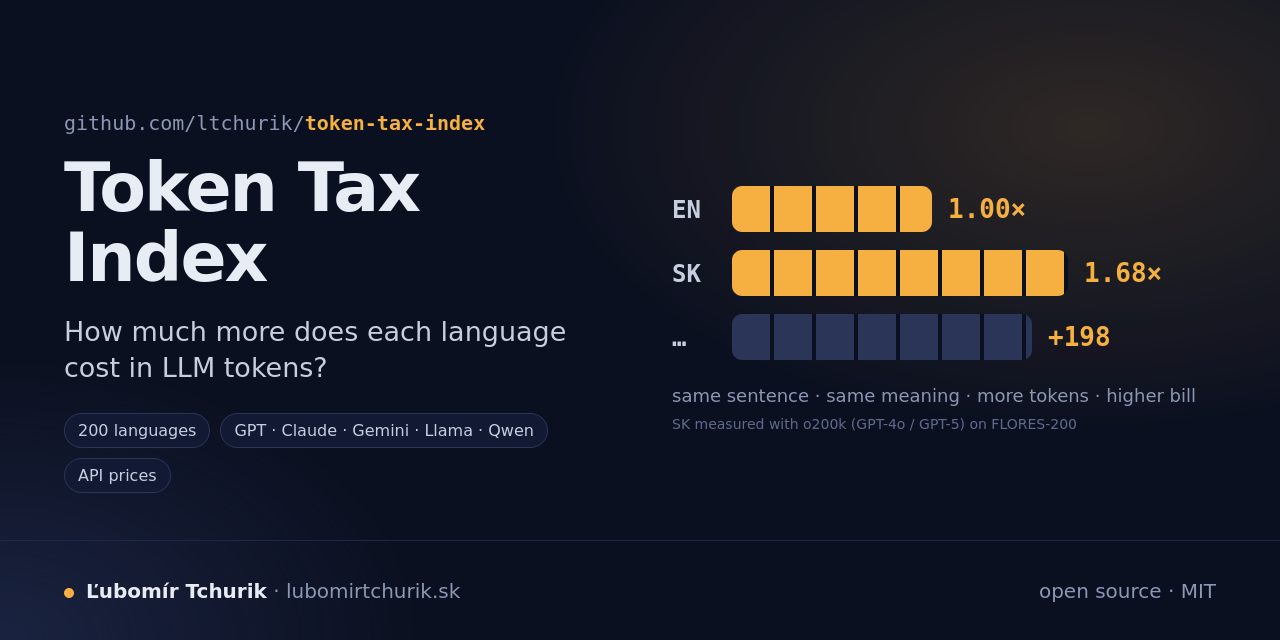 github.com/ltchurik/token-tax-index
Token Tax
Index
How much more does each language
cost in LLM tokens?
200 languages
GPT · Claude · Gemini · Llama · Qwen
API prices
EN 1.00×
SK 1.68×
… +198
same sentence · same meaning · more tokens · higher bill
SK measured with o200k (GPT-4o / GPT-5) on FLORES-200
Ľubomír Tchurik · lubomirtchurik.sk
open source · MIT